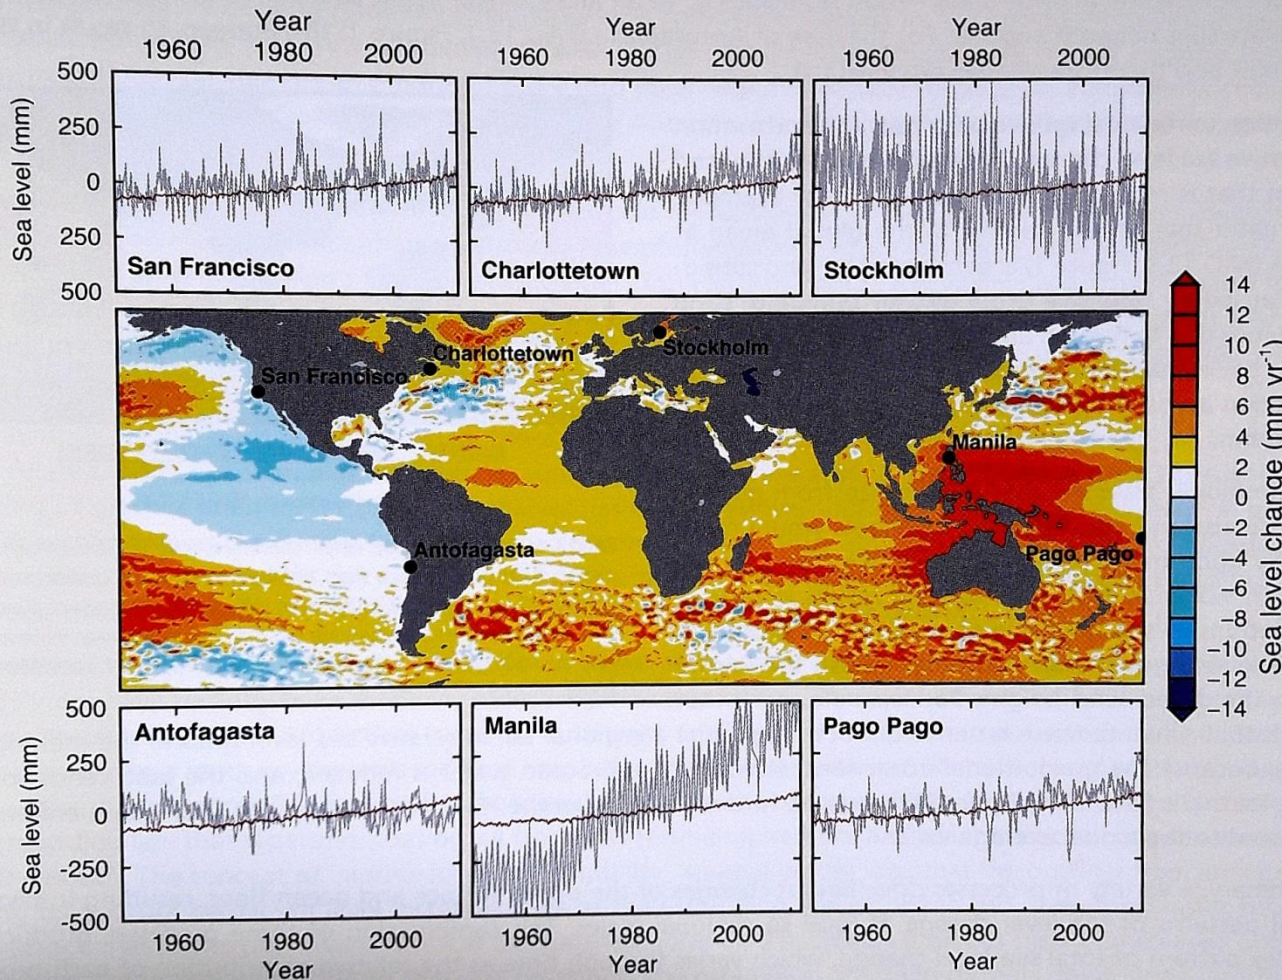 Year
Year
Year
1960 1980 2000
1960 1980 2000
1960 1980 2000
Sea level (mm)
500
250
0
250
500
San Francisco
Charlottetown
Stockholm
Charlottetown
Stockholm
San Francisco
Manila
Antofagasta
Pago Pago
14
12
10
8
6
4
2
0
−2
−4
−6
−8
−10
−12
−14
Sea level change (mm yr⁻¹)
Sea level (mm)
500
250
0
-250
-500
Antofagasta
Manila
Pago Pago
1960 1980 2000
1960 1980 2000
1960 1980 2000
Year
Year
Year